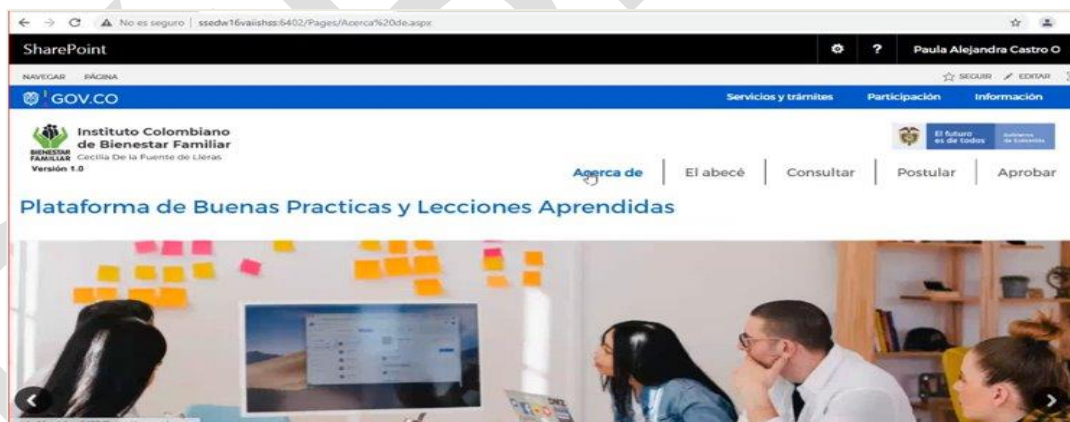 No es seguro | ssedw16vaiishss:6402/Pages/Acerca%20de.aspx
SharePoint ? Paula Alejandra Castro O
NAVEGAR PÁGINA SEGUIR EDITAR
GOV.CO Servicios y trámites Participación Información
Instituto Colombiano
de Bienestar Familiar
Cecilia De la Fuente de Lleras
BIENESTAR
FAMILIAR
Versión 1.0
El futuro
es de todos
Gobierno
de Colombia
Acerca de El abecé Consultar Postular Aprobar
Plataforma de Buenas Practicas y Lecciones Aprendidas